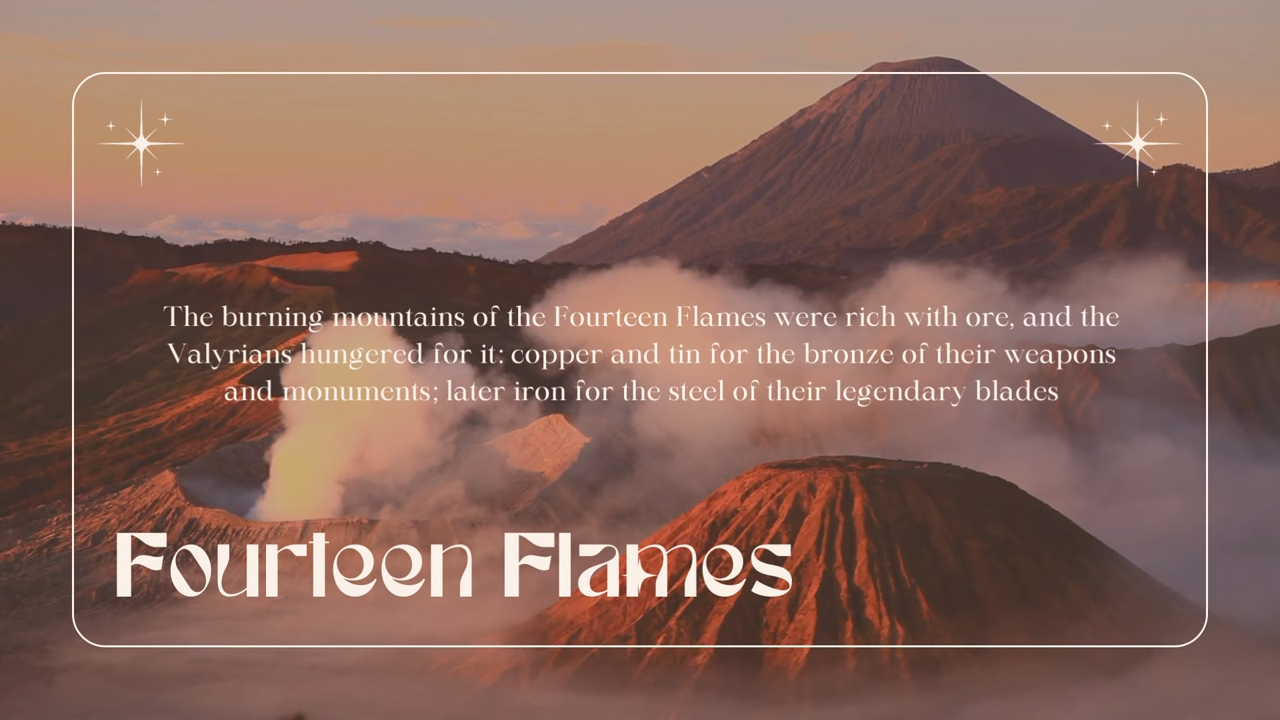 The burning mountains of the Fourteen Flames were rich with ore, and the
Valyrians hungered for it: copper and tin for the bronze of their weapons
and monuments; later iron for the steel of their legendary blades
Fourteen Flames